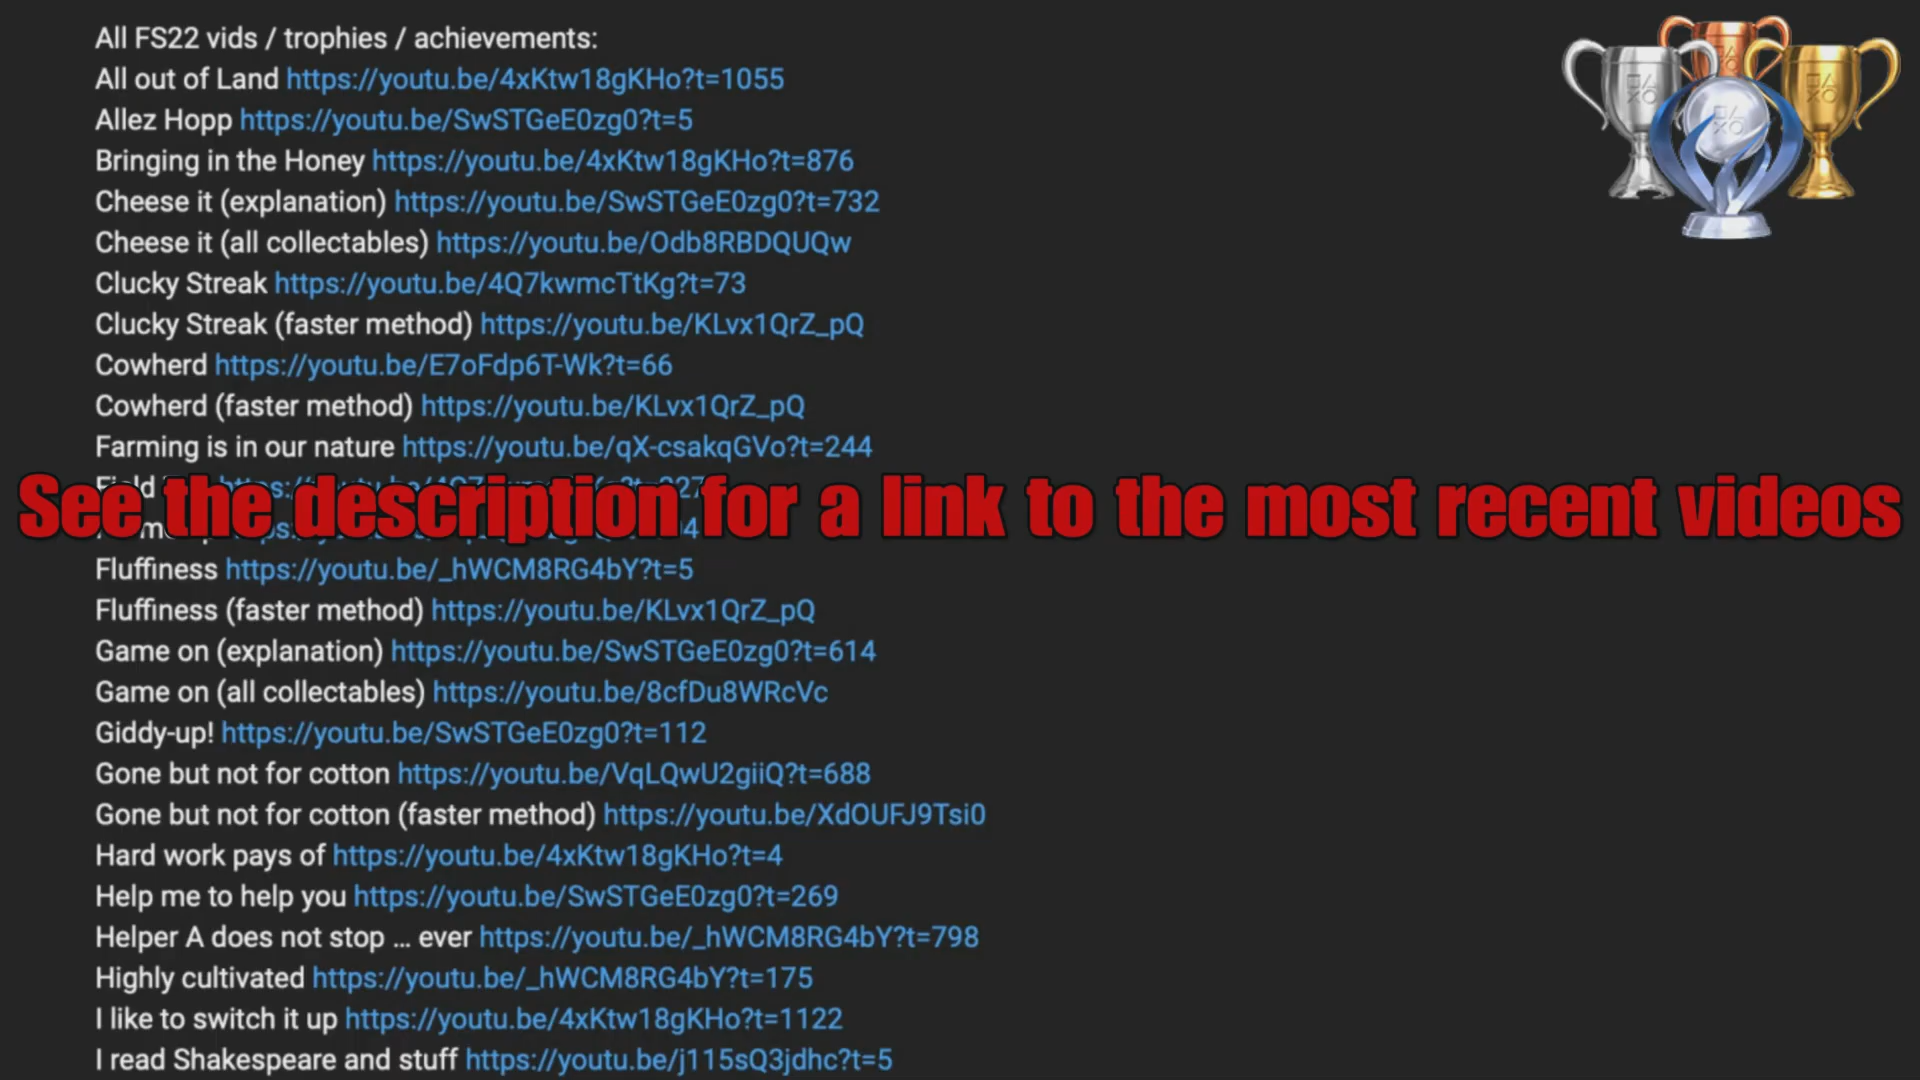 All FS22 vids / trophies / achievements:
All out of Land https://youtu.be/4xKtw18gKHo?t=1055
Allez Hopp https://youtu.be/SwSTGeE0zg0?t=5
Bringing in the Honey https://youtu.be/4xKtw18gKHo?t=876
Cheese it (explanation) https://youtu.be/SwSTGeE0zg0?t=732
Cheese it (all collectables) https://youtu.be/Odb8RBDQUQw
Clucky Streak https://youtu.be/4Q7kwmcTtKg?t=73
Clucky Streak (faster method) https://youtu.be/KLvx1QrZ_pQ
Cowherd https://youtu.be/E7oFdp6T-Wk?t=66
Cowherd (faster method) https://youtu.be/KLvx1QrZ_pQ
Farming is in our nature https://youtu.be/qX-csakqGVo?t=244
Field
See the description for a link to the most recent videos
Fluffiness https://youtu.be/_hWCM8RG4bY?t=5
Fluffiness (faster method) https://youtu.be/KLvx1QrZ_pQ
Game on (explanation) https://youtu.be/SwSTGeE0zg0?t=614
Game on (all collectables) https://youtu.be/8cfDu8WRcVc
Giddy-up! https://youtu.be/SwSTGeE0zg0?t=112
Gone but not for cotton https://youtu.be/VqLQwU2giiQ?t=688
Gone but not for cotton (faster method) https://youtu.be/XdOUFJ9Tsi0
Hard work pays of https://youtu.be/4xKtw18gKHo?t=4
Help me to help you https://youtu.be/SwSTGeE0zg0?t=269
Helper A does not stop ... ever https://youtu.be/_hWCM8RG4bY?t=798
Highly cultivated https://youtu.be/_hWCM8RG4bY?t=175
I like to switch it up https://youtu.be/4xKtw18gKHo?t=1122
I read Shakespeare and stuff https://youtu.be/j115sQ3jdhc?t=5